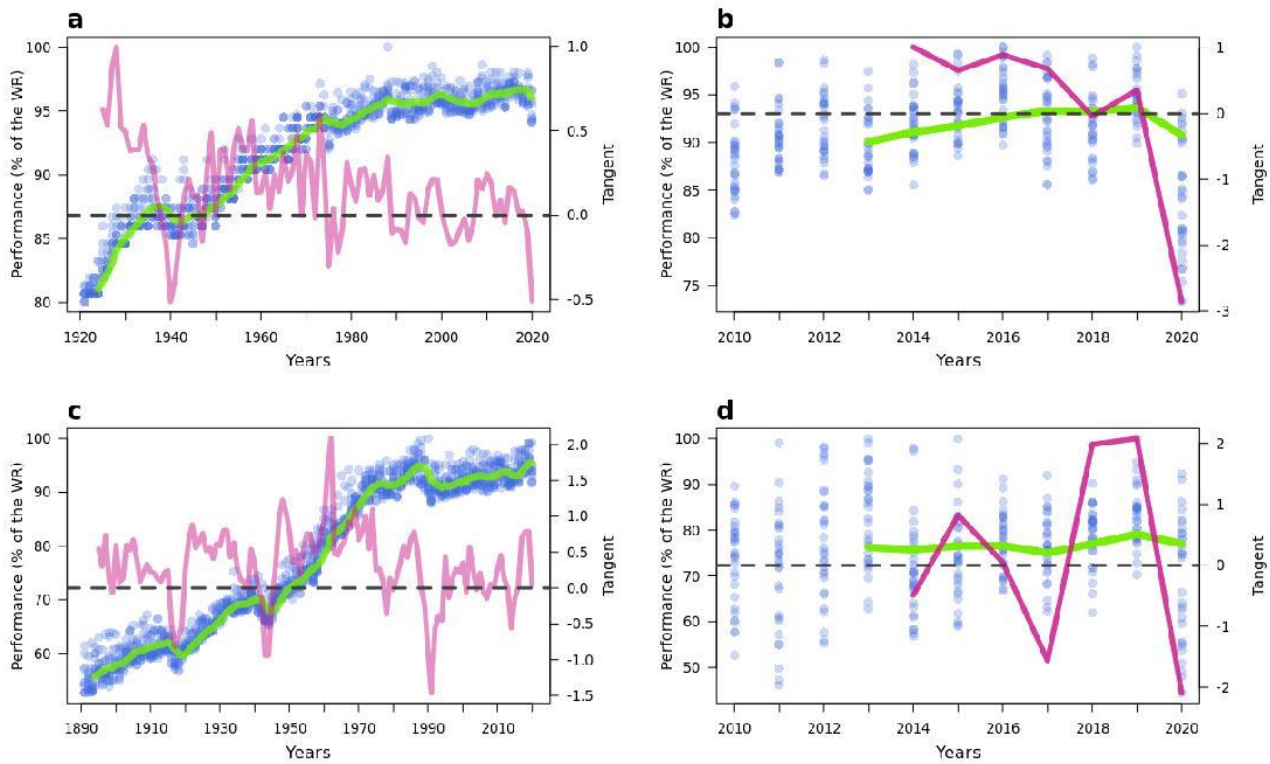 a
100
95
90
85
80
Performance (% of the WR)
1.0
0.5
0.0
-0.5
Tangent
1920 1940 1960 1980 2000 2020
Years
b
100
95
90
85
80
75
Performance (% of the WR)
1
0
-1
-2
-3
Tangent
2010 2012 2014 2016 2018 2020
Years
c
100
90
80
70
60
Performance (% of the WR)
2.0
1.5
1.0
0.5
0.0
-0.5
-1.0
-1.5
Tangent
1890 1910 1930 1950 1970 1990 2010
Years
d
100
90
80
70
60
50
Performance (% of the WR)
2
1
0
-1
-2
Tangent
2010 2012 2014 2016 2018 2020
Years